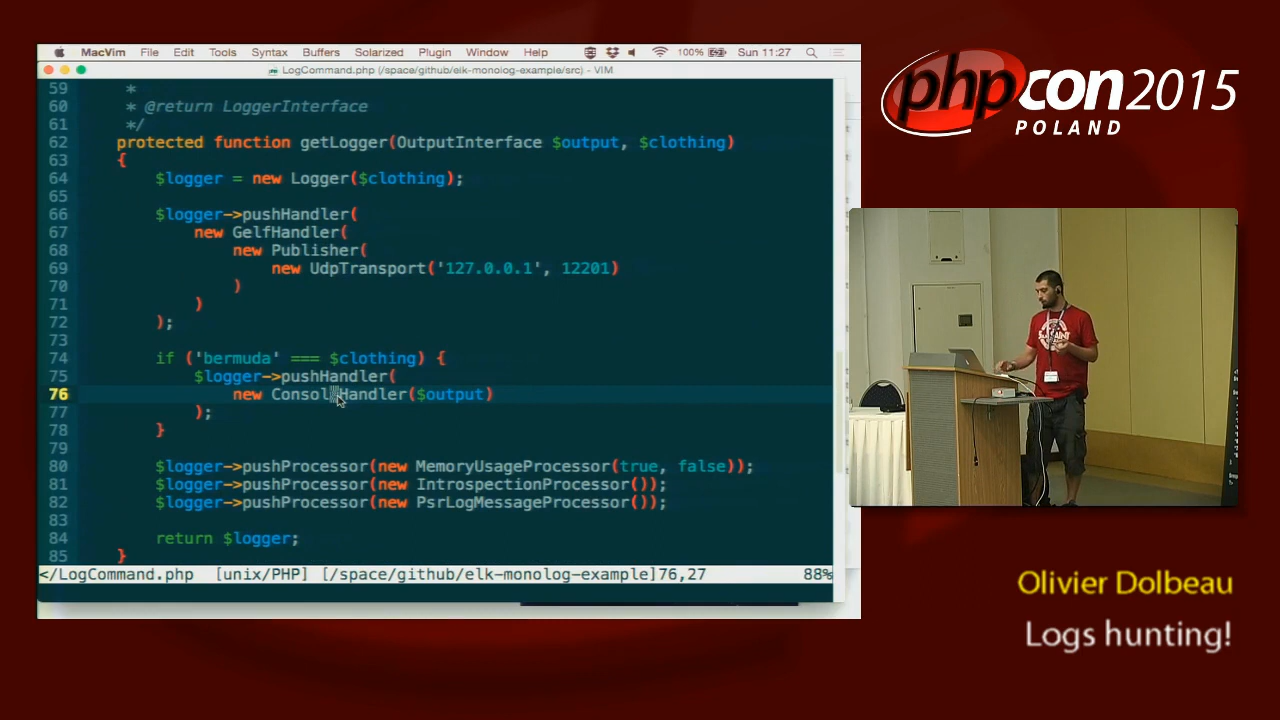 MacVim File Edit Tools Syntax Buffers Solarized Plugin Window Help 100% Sun 11:27
LogCommand.php (/space/github/elk-monolog-example/src) - VIM
59 *
60 * @return LoggerInterface
61 */
62 protected function getLogger(OutputInterface $output, $clothing)
63 {
64 $logger = new Logger($clothing);
65
66 $logger->pushHandler(
67 new GelfHandler(
68 new Publisher(
69 new UdpTransport('127.0.0.1', 12201)
70 )
71 )
72 );
73
74 if ('bermuda' === $clothing) {
75 $logger->pushHandler(
76 new ConsoleHandler($output)
77 );
78 }
79
80 $logger->pushProcessor(new MemoryUsageProcessor(true, false));
81 $logger->pushProcessor(new IntrospectionProcessor());
82 $logger->pushProcessor(new PsrLogMessageProcessor());
83
84 return $logger;
85 }
</LogCommand.php [unix/PHP] [/space/github/elk-monolog-example]76,27 88%
phpcon 2015
POLAND
Olivier Dolbeau
Logs hunting!